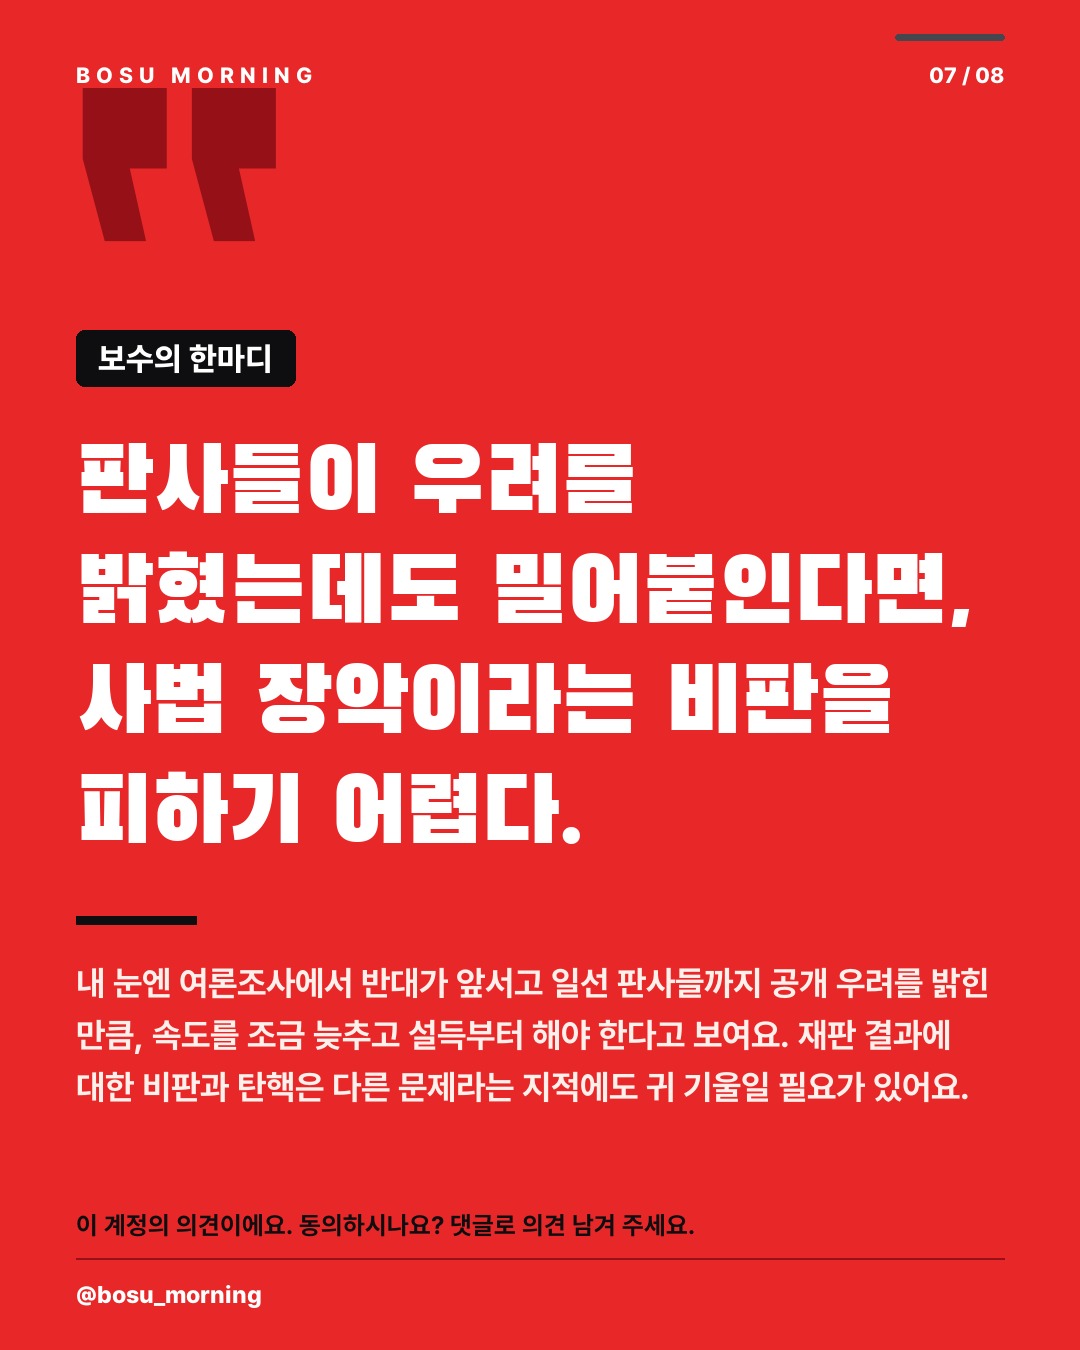 BOSU MORNING
07 / 08
보수의 한마디
판사들이 우려를
밝혔는데도 밀어붙인다면,
사법 장악이라는 비판을
피하기 어렵다.
내 눈엔 여론조사에서 반대가 앞서고 일선 판사들까지 공개 우려를 밝힌
만큼, 속도를 조금 늦추고 설득부터 해야 한다고 보여요. 재판 결과에
대한 비판과 탄핵은 다른 문제라는 지적에도 귀 기울일 필요가 있어요.
이 계정의 의견이에요. 동의하시나요? 댓글로 의견 남겨 주세요.
@bosu_morning